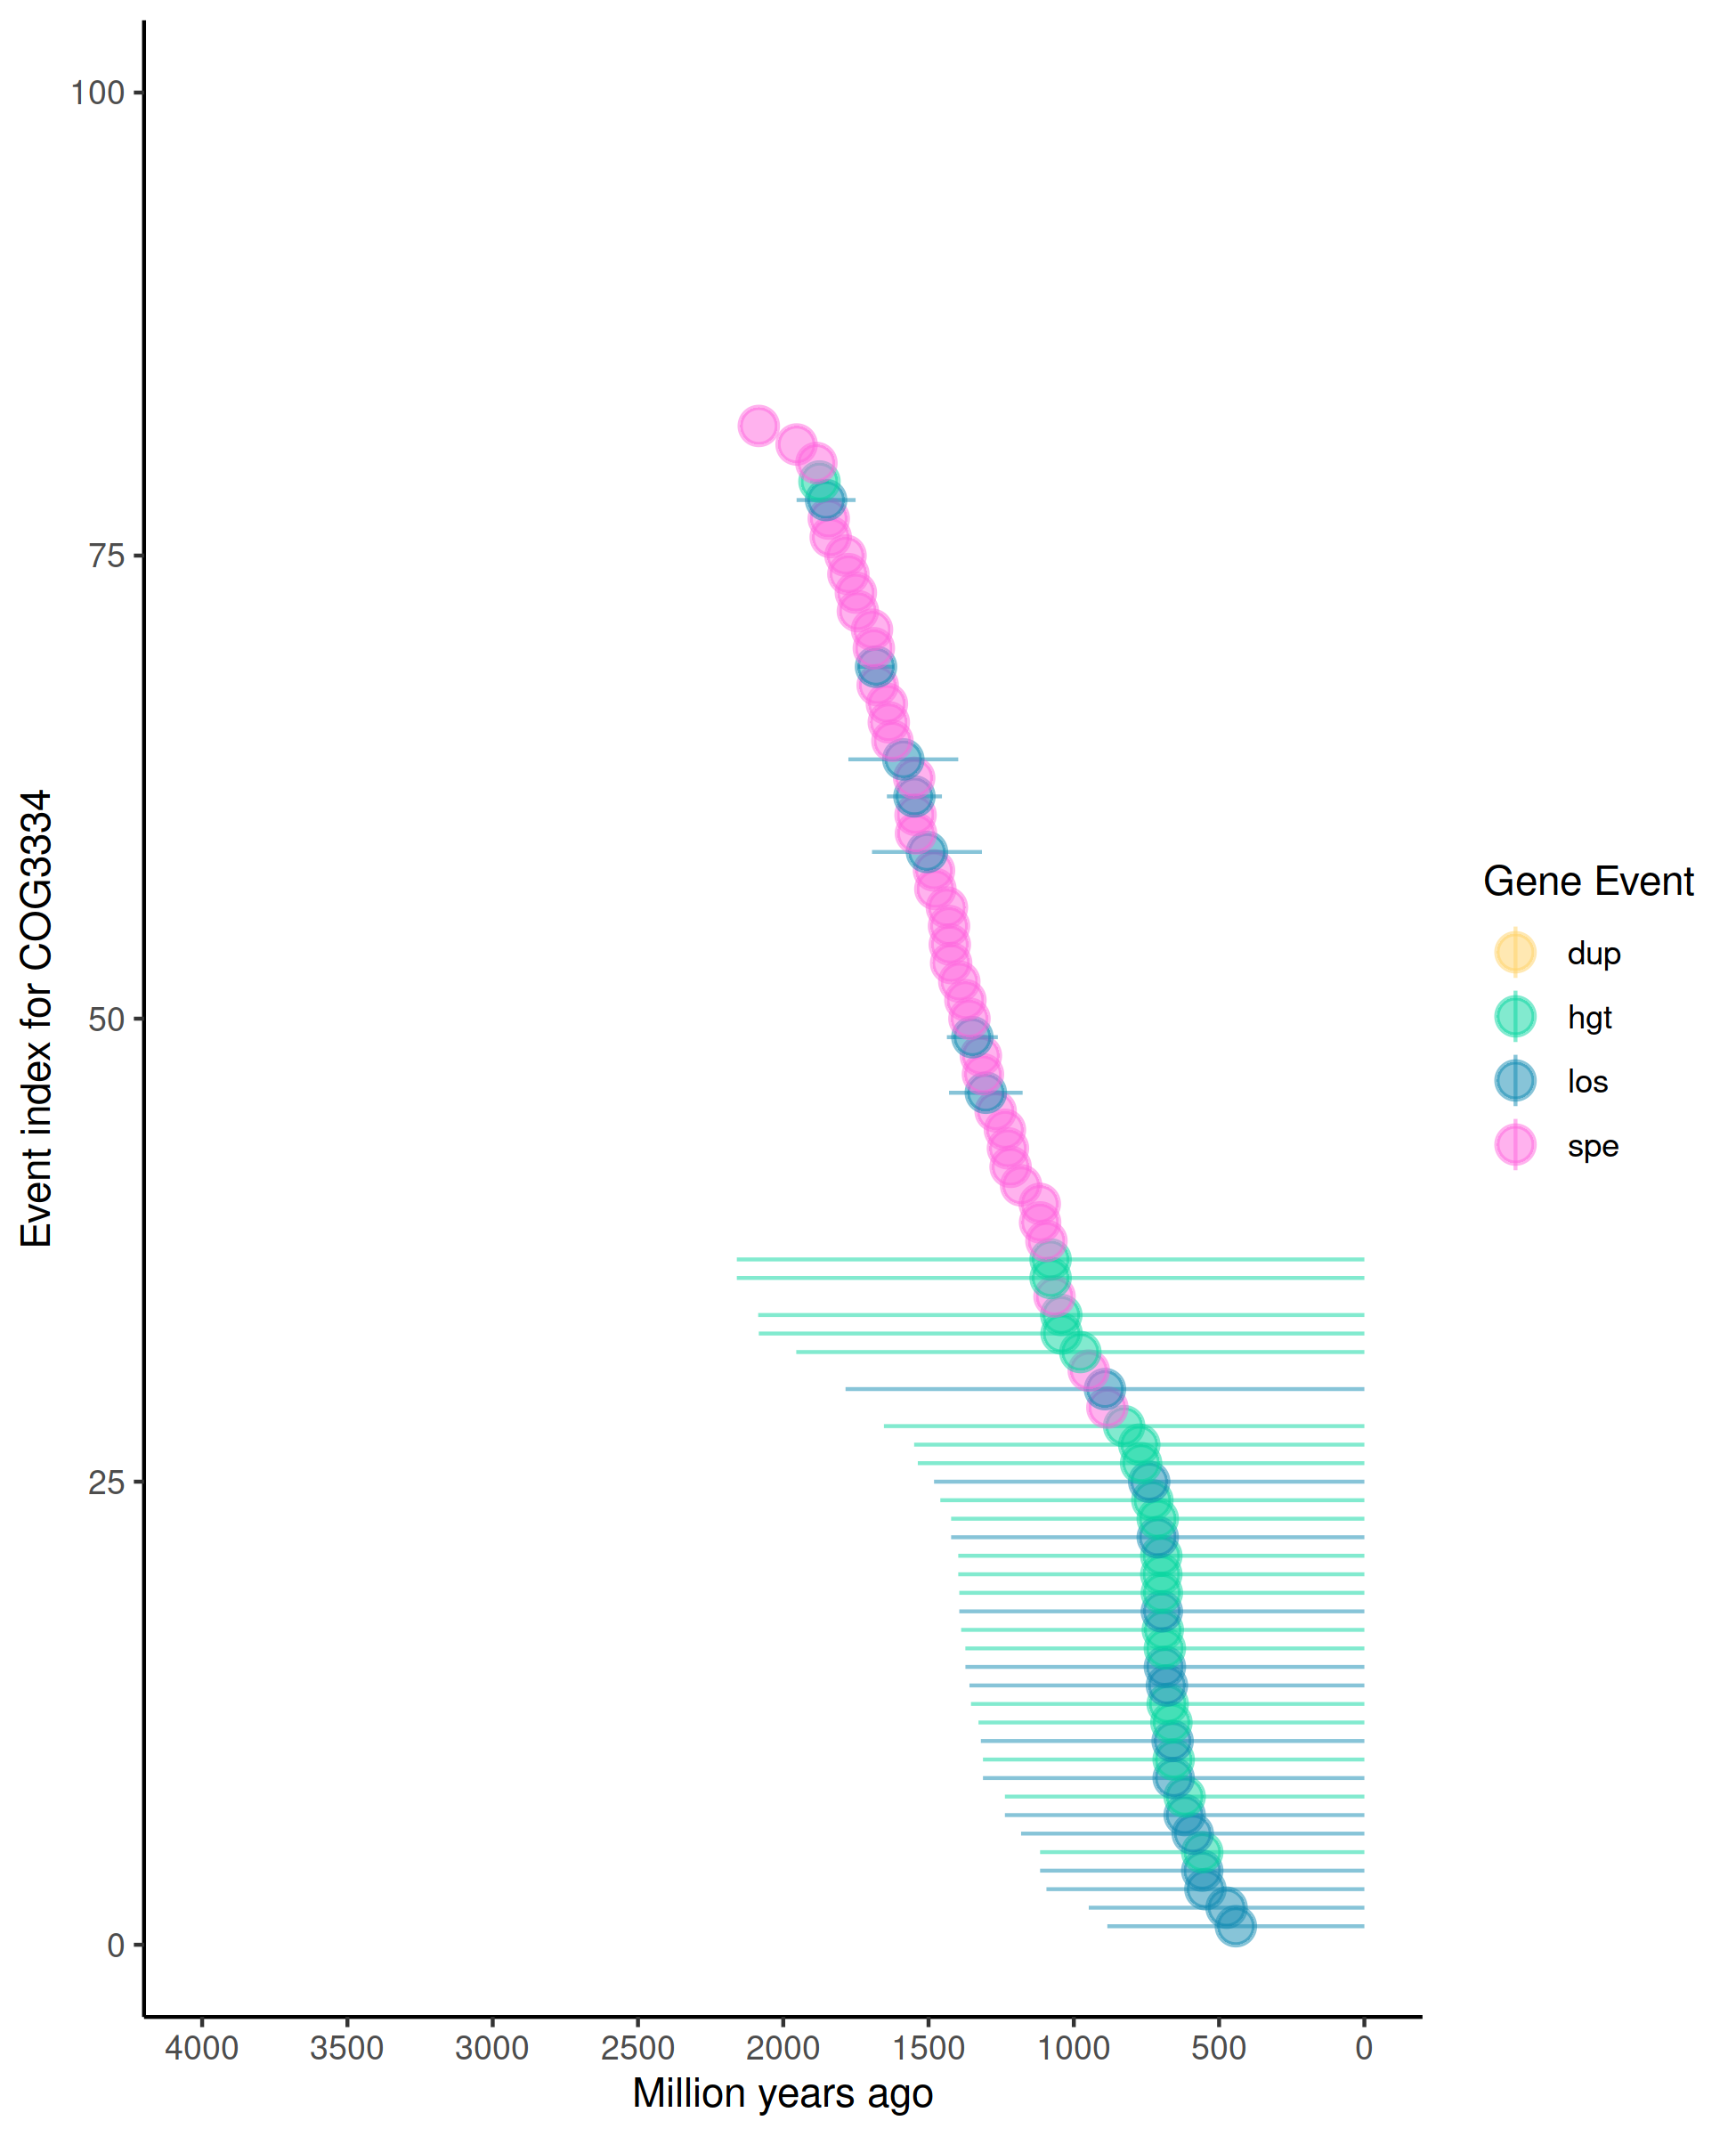 100
75
50
25
0
Event index for COG3334
4000 3500 3000 2500 2000 1500 1000 500 0
Million years ago
Gene Event
dup
hgt
los
spe